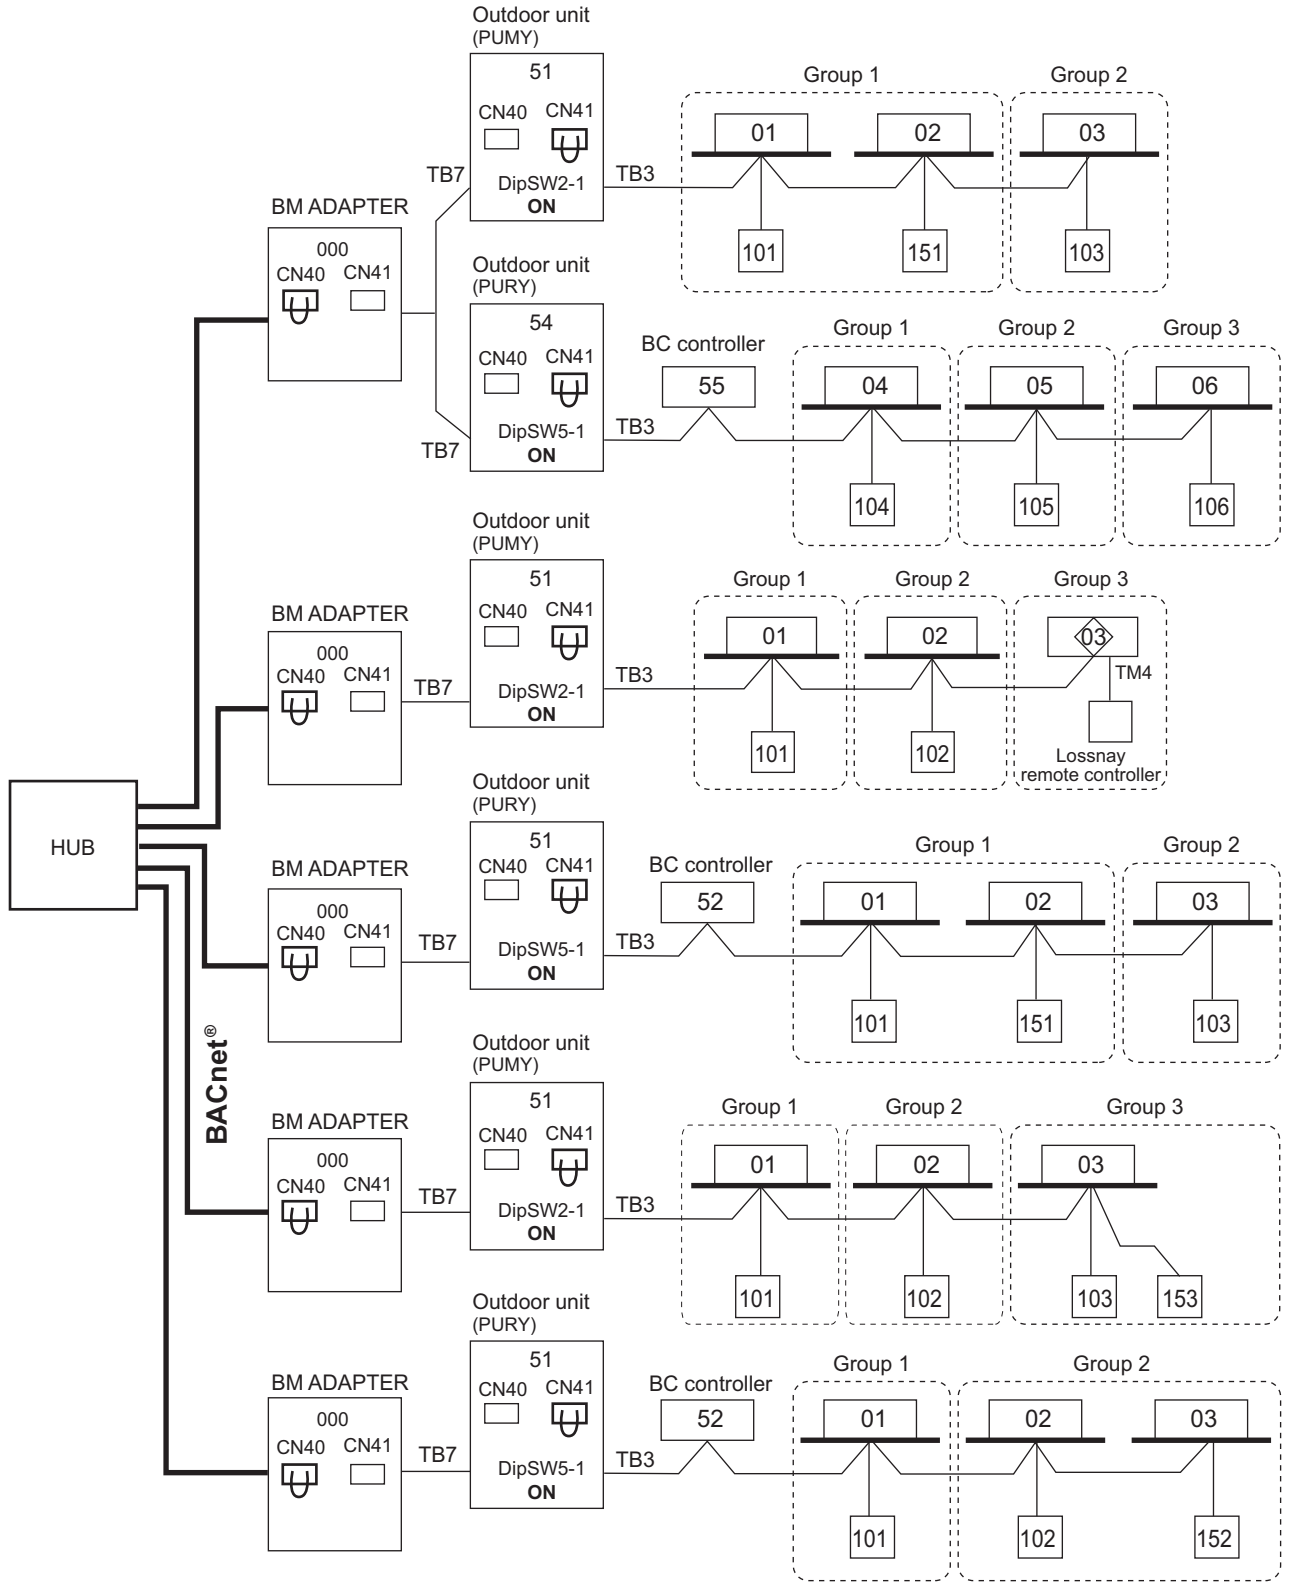 Outdoor unit
(PUMY)
51
CN40 CN41
TB7
DipSW2-1
ON
TB3
Group 1
Group 2
01
02
03
101
151
103
BM ADAPTER
000
CN40 CN41
Outdoor unit
(PURY)
54
CN40 CN41
TB7
DipSW5-1
ON
TB3
BC controller
55
Group 1
Group 2
Group 3
04
05
06
104
105
106
Outdoor unit
(PUMY)
51
CN40 CN41
DipSW2-1
ON
BM ADAPTER
000
CN40 CN41
TB7
TB3
Group 1
Group 2
Group 3
01
02
03
TM4
101
102
Lossnay
remote controller
HUB
Outdoor unit
(PURY)
51
CN40 CN41
DipSW5-1
ON
BM ADAPTER
000
CN40 CN41
TB7
TB3
BC controller
52
Group 1
Group 2
01
02
03
101
151
103
BACnet®
Outdoor unit
(PUMY)
51
CN40 CN41
DipSW2-1
ON
BM ADAPTER
000
CN40 CN41
TB7
TB3
Group 1
Group 2
Group 3
01
02
03
101
102
103
153
Outdoor unit
(PURY)
51
CN40 CN41
DipSW5-1
ON
BM ADAPTER
000
CN40 CN41
TB7
TB3
BC controller
52
Group 1
Group 2
01
02
03
101
102
152